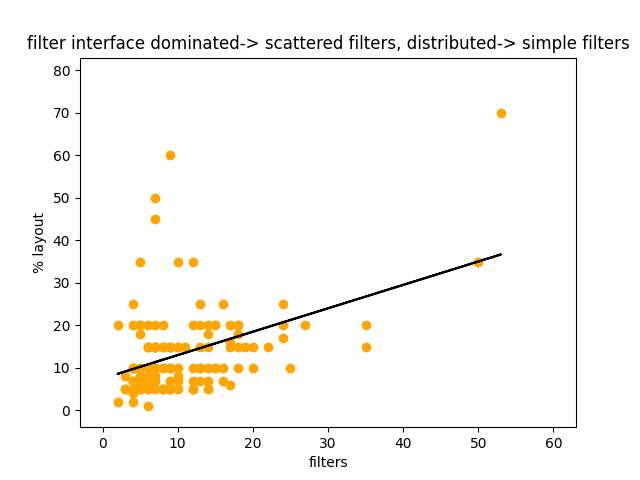 filter interface dominated-> scattered filters, distributed-> simple filters
80
70
60
50
40
30
20
10
0
% layout
0 10 20 30 40 50 60
filters